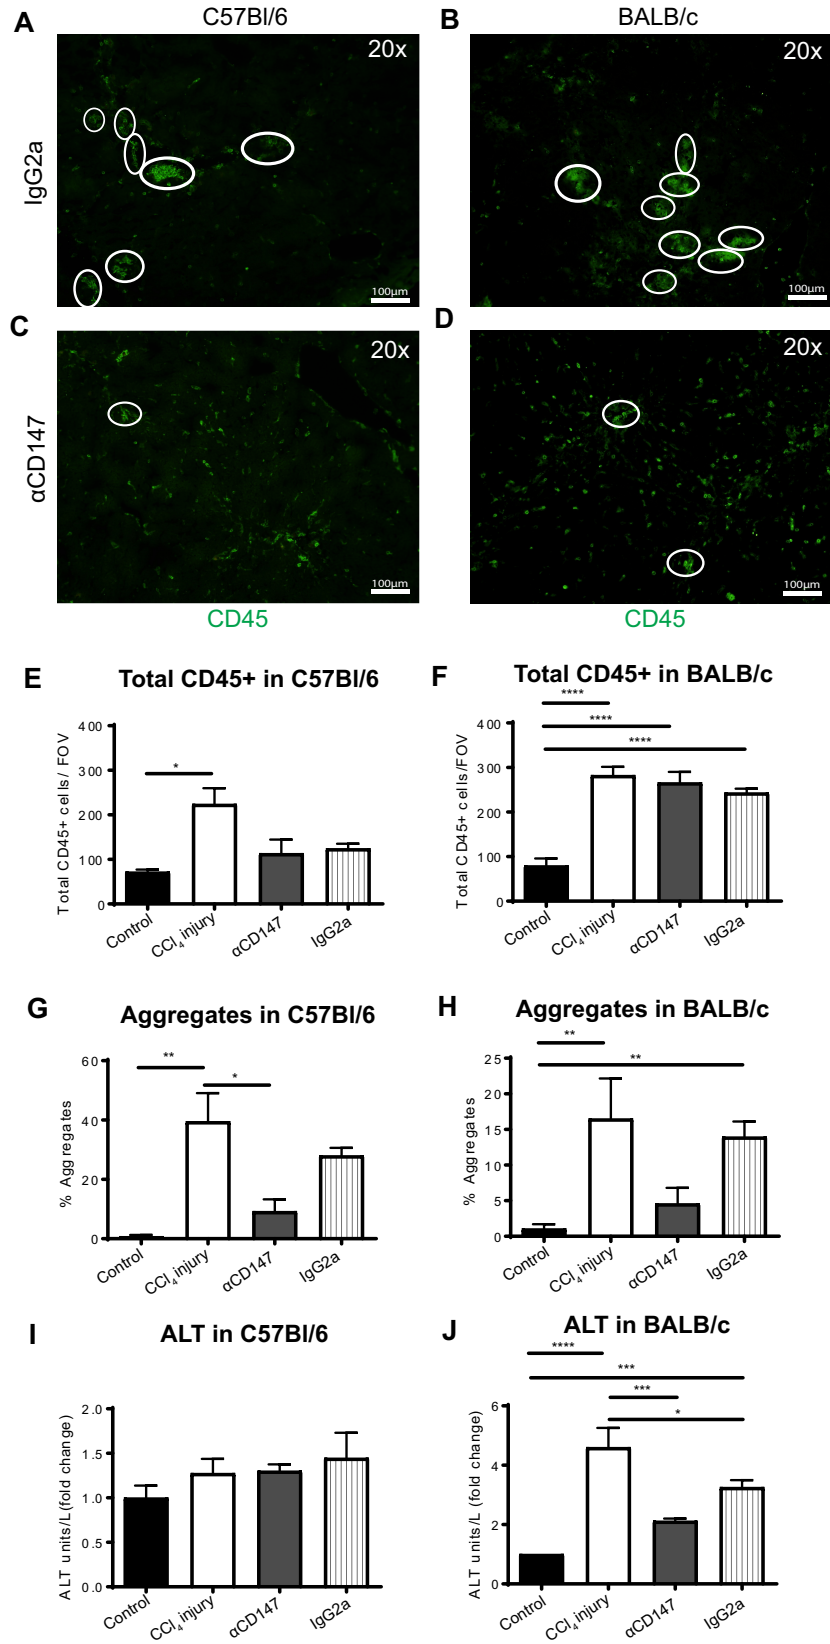 A
C57Bl/6
B
BALB/c
IgG2a
20x
100µm
20x
100µm
C
D
αCD147
20x
100µm
20x
100µm
CD45
CD45
E
Total CD45+ in C57Bl/6
Total CD45+ cells/ FOV
400
300
200
100
0
*
Control
CCl₄ injury
αCD147
IgG2a
F
Total CD45+ in BALB/c
Total CD45+ cells/FOV
400
300
200
100
0
****
****
****
Control
CCl₄ injury
αCD147
IgG2a
G
Aggregates in C57Bl/6
% Aggregates
60
40
20
0
**
*
Control
CCl₄ injury
αCD147
IgG2a
H
Aggregates in BALB/c
% Aggregates
25
20
15
10
5
0
**
**
Control
CCl₄ injury
αCD147
IgG2a
I
ALT in C57Bl/6
ALT units/L(fold change)
2.0
1.5
1.0
0.5
0.0
Control
CCl₄ injury
αCD147
IgG2a
J
ALT in BALB/c
ALT units/L (fold change)
6
4
2
0
****
***
***
*
Control
CCl₄ injury
αCD147
IgG2a